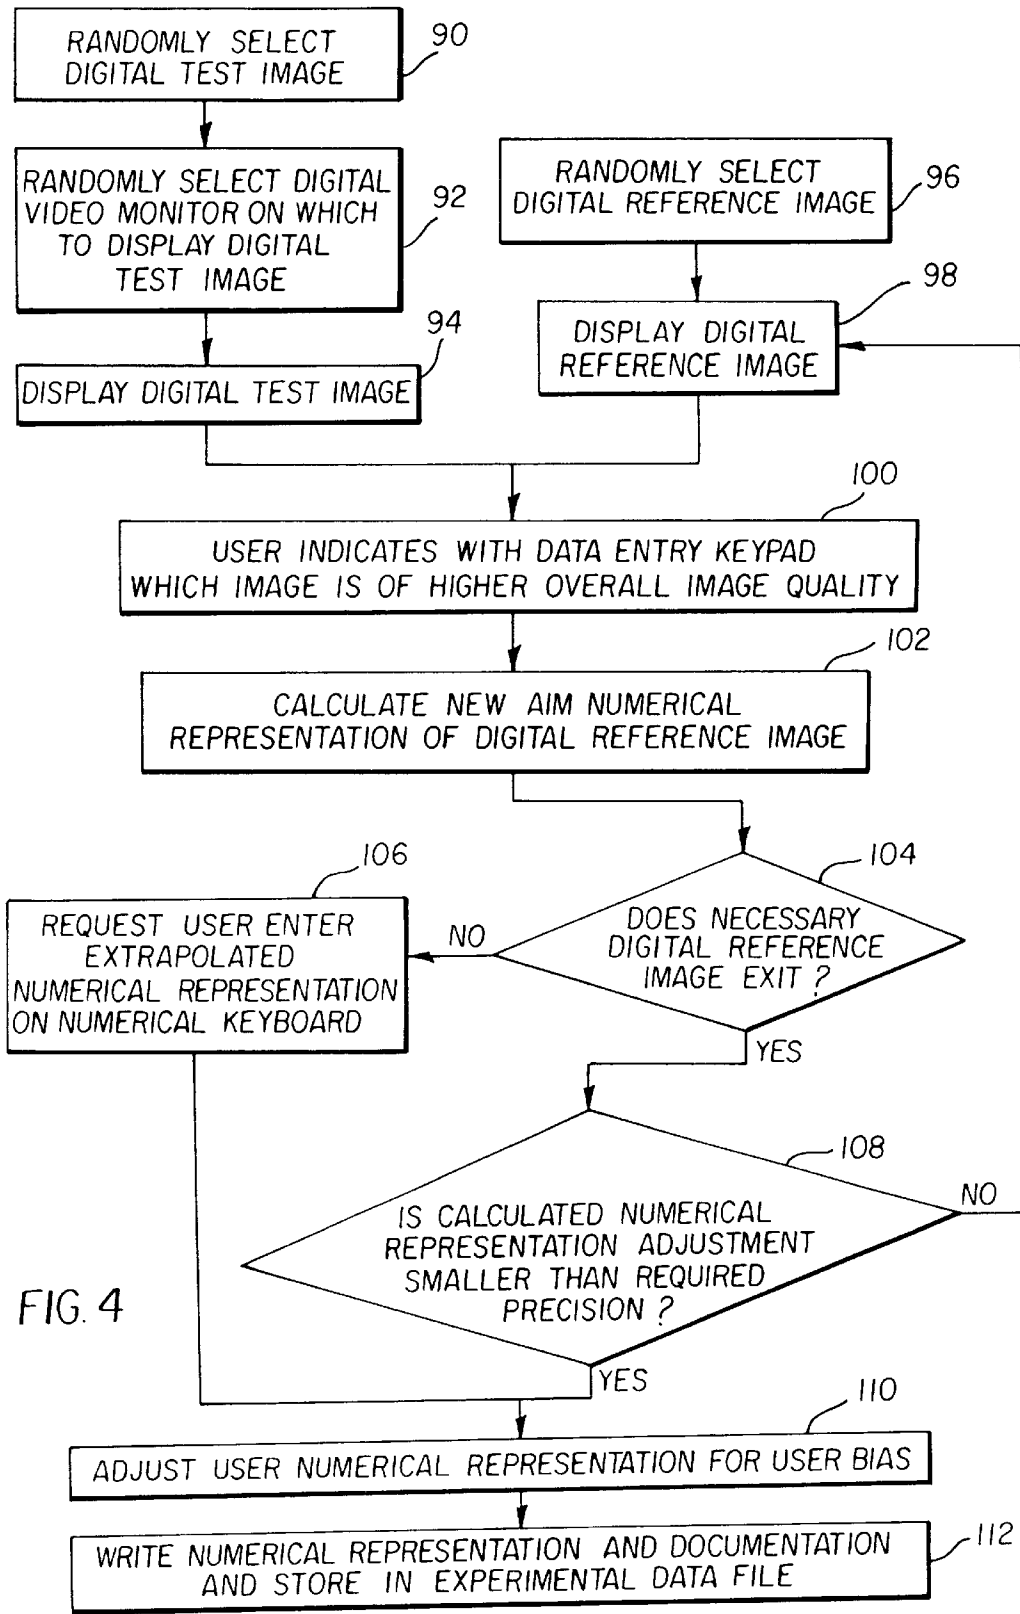 RANDOMLY SELECT
DIGITAL TEST IMAGE
90
RANDOMLY SELECT DIGITAL
VIDEO MONITOR ON WHICH
TO DISPLAY DIGITAL
TEST IMAGE
92
RANDOMLY SELECT
DIGITAL REFERENCE IMAGE
96
DISPLAY DIGITAL TEST IMAGE
94
DISPLAY DIGITAL
REFERENCE IMAGE
98
100
USER INDICATES WITH DATA ENTRY KEYPAD
WHICH IMAGE IS OF HIGHER OVERALL IMAGE QUALITY
102
CALCULATE NEW AIM NUMERICAL
REPRESENTATION OF DIGITAL REFERENCE IMAGE
104
DOES NECESSARY
DIGITAL REFERENCE
IMAGE EXIT ?
NO
YES
106
REQUEST USER ENTER
EXTRAPOLATED
NUMERICAL REPRESENTATION
ON NUMERICAL KEYBOARD
108
IS CALCULATED NUMERICAL
REPRESENTATION ADJUSTMENT
SMALLER THAN REQUIRED
PRECISION ?
NO
YES
FIG. 4
110
ADJUST USER NUMERICAL REPRESENTATION FOR USER BIAS
WRITE NUMERICAL REPRESENTATION AND DOCUMENTATION
AND STORE IN EXPERIMENTAL DATA FILE
112